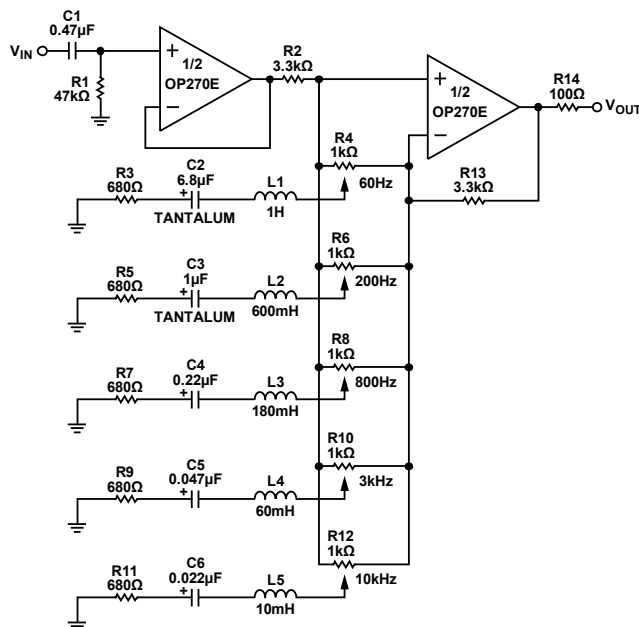 C1
0.47µF
VIN
R1
47kΩ
+
–
1/2
OP270E
R2
3.3kΩ
+
–
1/2
OP270E
R14
100Ω
VOUT
R13
3.3kΩ
R3
680Ω
C2
6.8µF
+
TANTALUM
L1
1H
R4
1kΩ
60Hz
R5
680Ω
C3
1µF
+
TANTALUM
L2
600mH
R6
1kΩ
200Hz
R7
680Ω
C4
0.22µF
+
L3
180mH
R8
1kΩ
800Hz
R9
680Ω
C5
0.047µF
+
L4
60mH
R10
1kΩ
3kHz
R11
680Ω
C6
0.022µF
+
L5
10mH
R12
1kΩ
10kHz